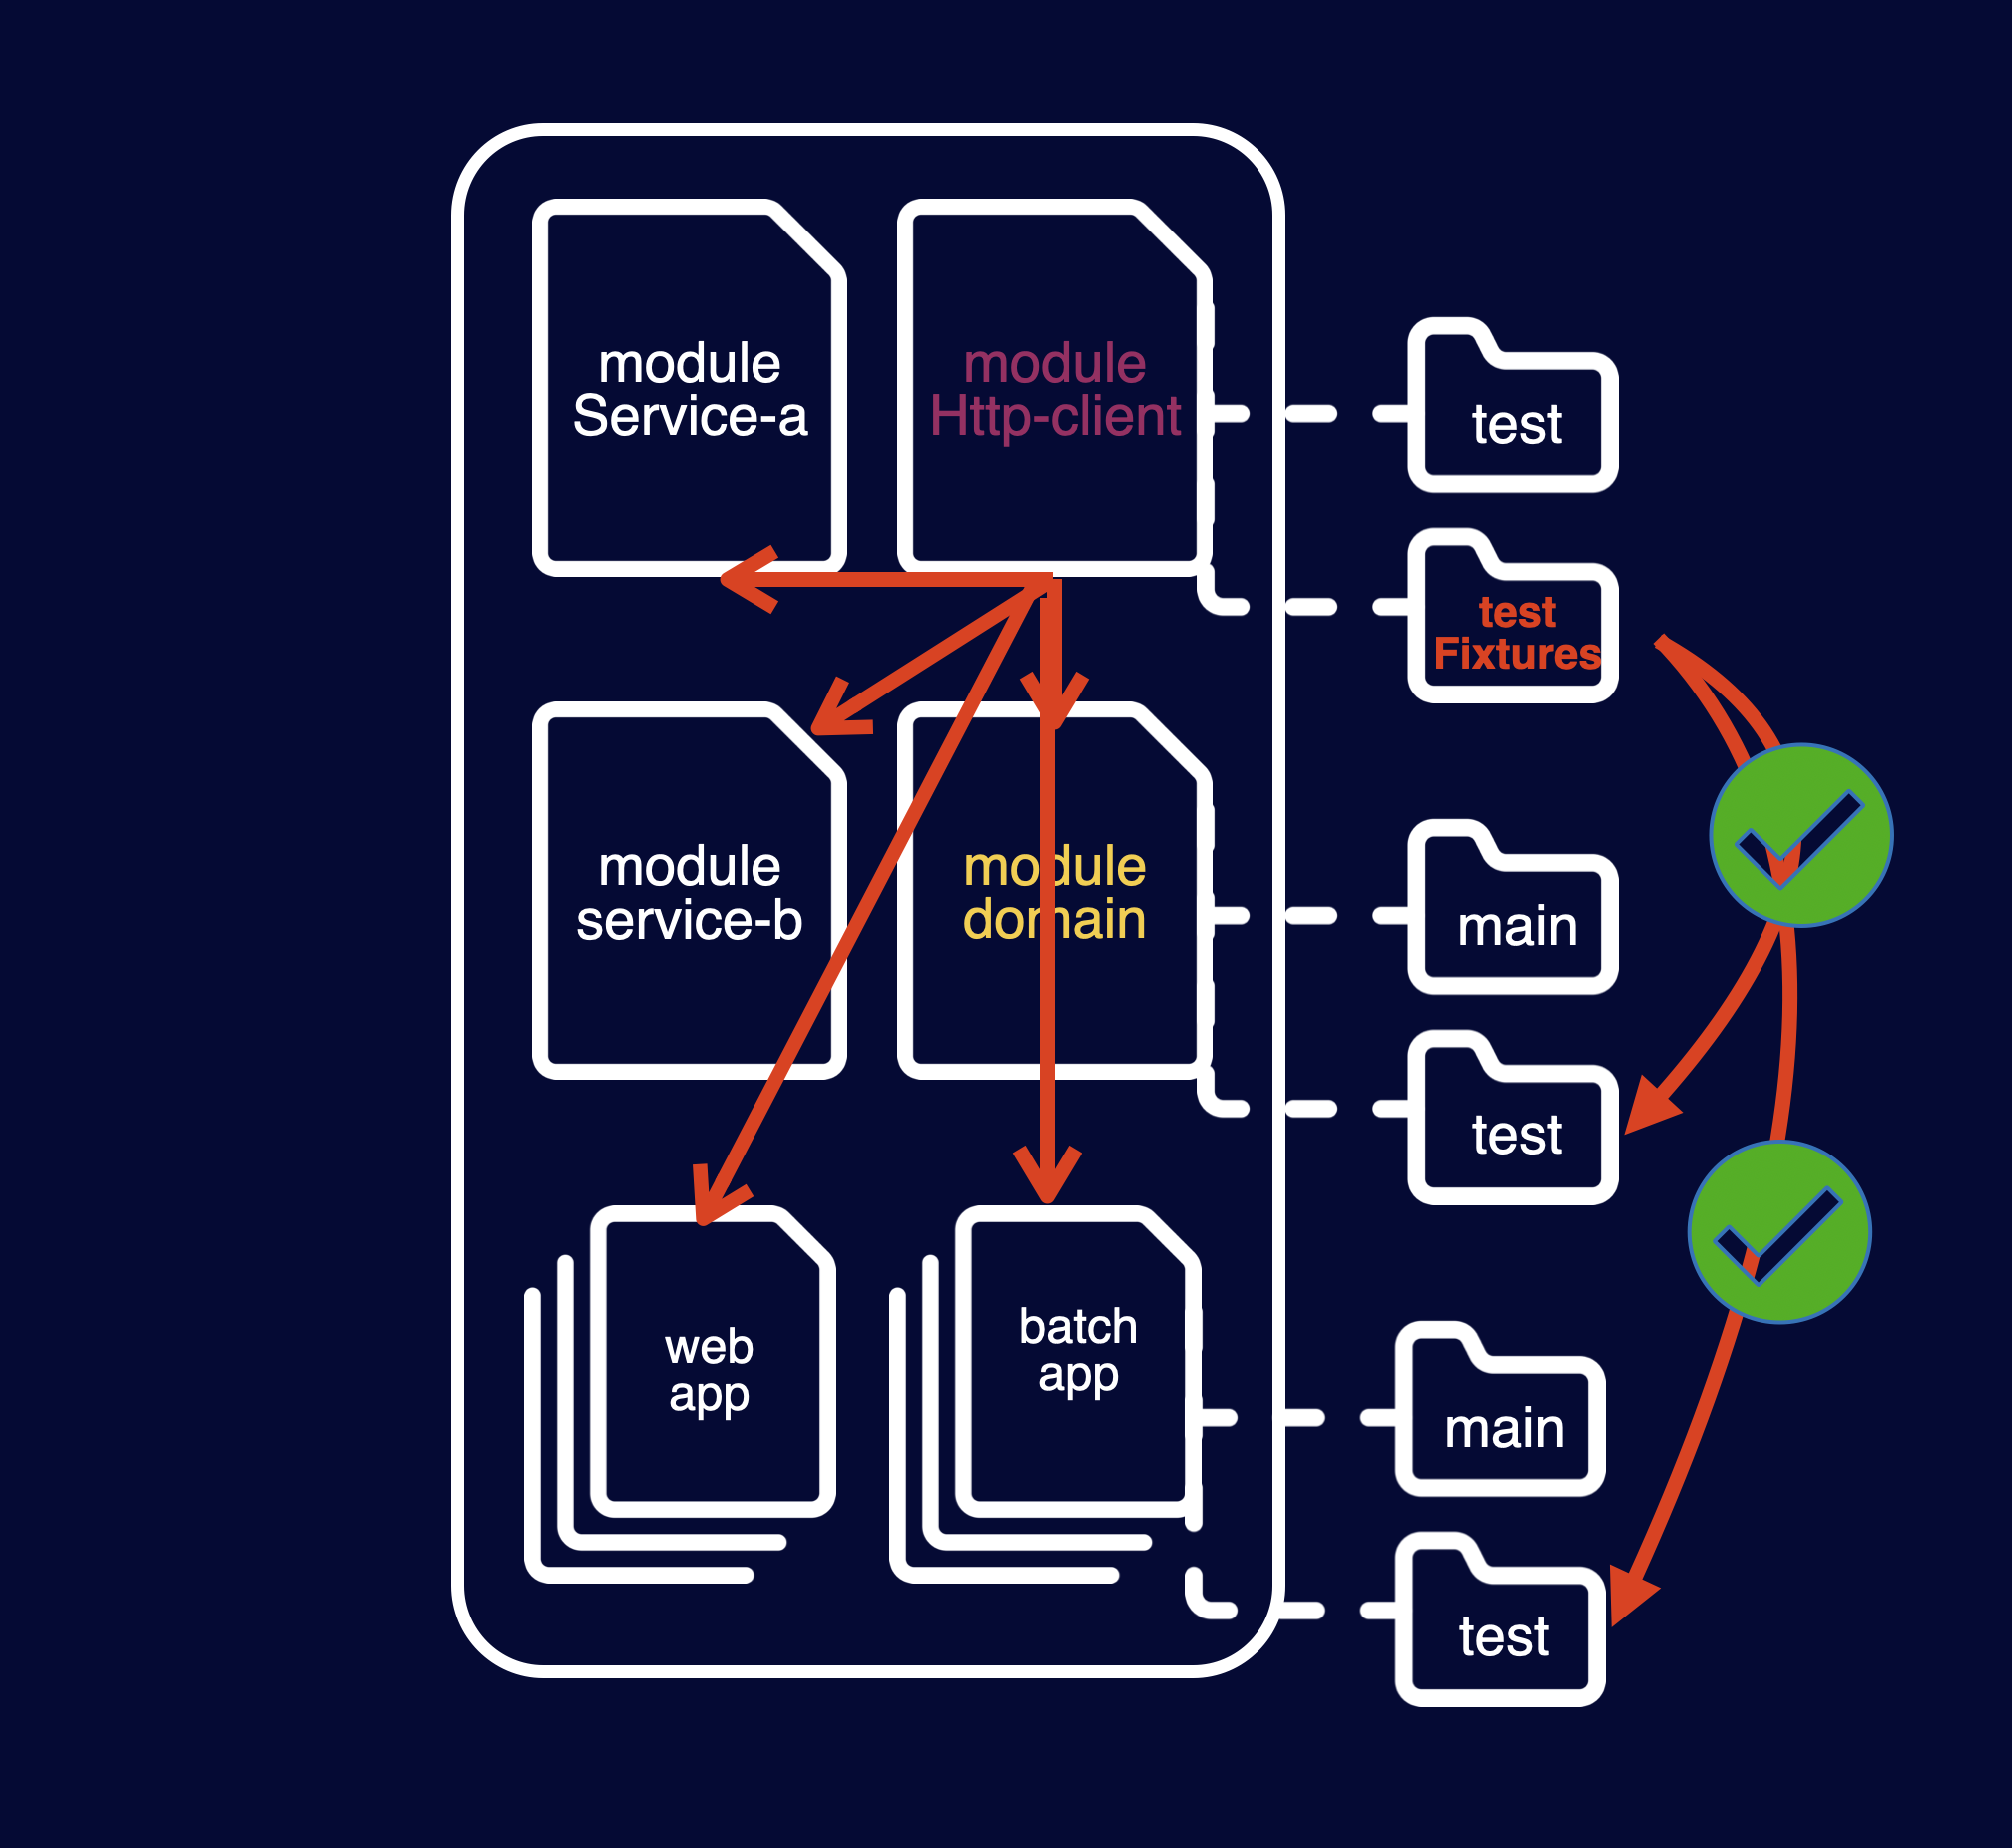 module
Service-a
module
Http-client
test
test
Fixtures
module
service-b
module
domain
main
test
web
app
batch
app
main
test